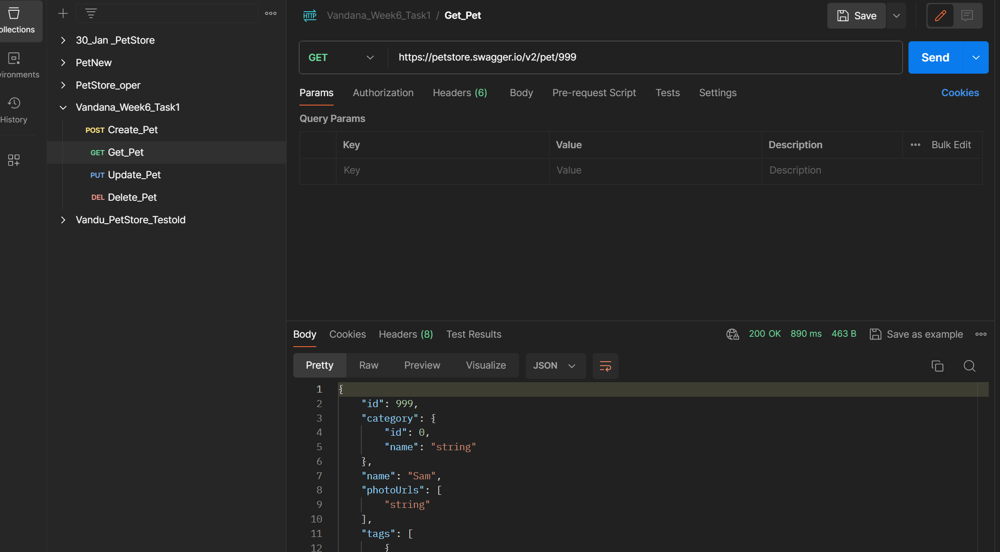 ollections
vironments
History
30_Jan _PetStore
PetNew
PetStore_oper
Vandana_Week6_Task1
POST Create_Pet
GET Get_Pet
PUT Update_Pet
DEL Delete_Pet
Vandu_PetStore_Testold
HTTP Vandana_Week6_Task1 / Get_Pet
Save
GET https://petstore.swagger.io/v2/pet/999
Send
Params Authorization Headers (6) Body Pre-request Script Tests Settings Cookies
Query Params
Key Value Description Bulk Edit
Key Value Description
Body Cookies Headers (8) Test Results 200 OK 890 ms 463 B Save as example
Pretty Raw Preview Visualize JSON
1 {
2 "id": 999,
3 "category": {
4 "id": 0,
5 "name": "string"
6 },
7 "name": "Sam",
8 "photoUrls": [
9 "string"
10 ],
11 "tags": [
12 {